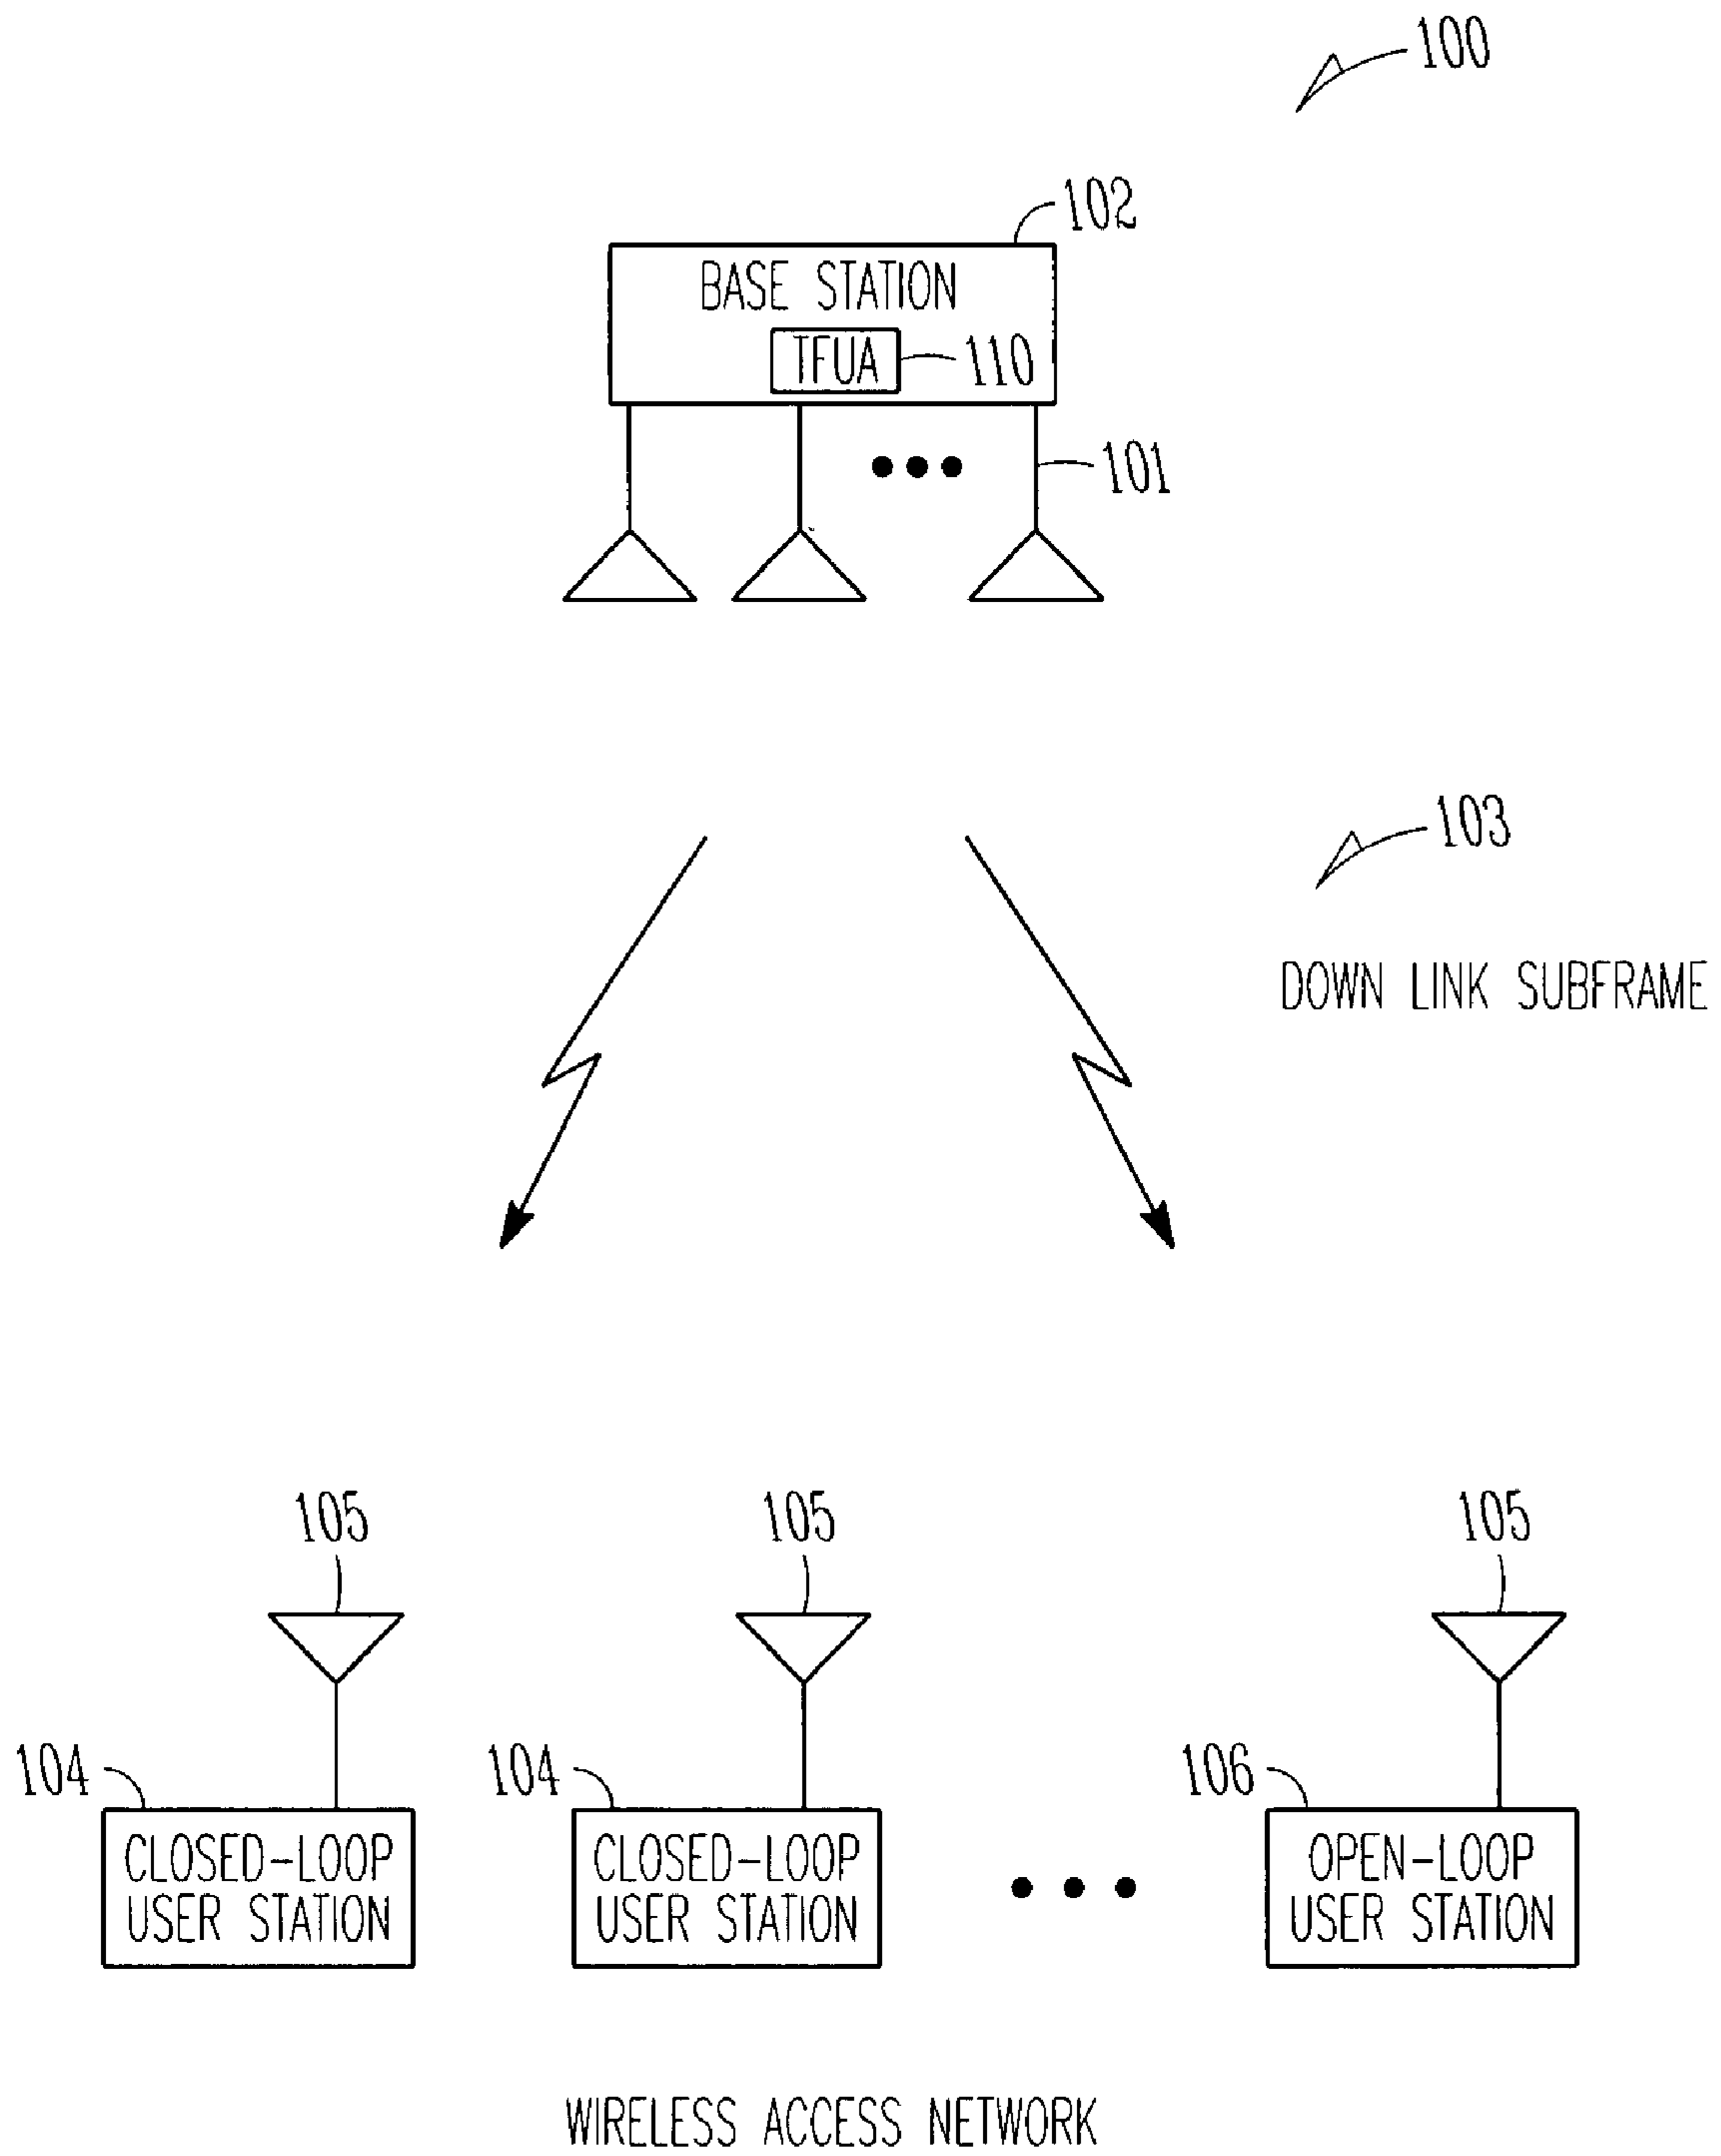 100
102
BASE STATION
TFUA
110
101
103
DOWN LINK SUBFRAME
105
105
105
104
104
106
CLOSED-LOOP
USER STATION
CLOSED-LOOP
USER STATION
OPEN-LOOP
USER STATION
WIRELESS ACCESS NETWORK